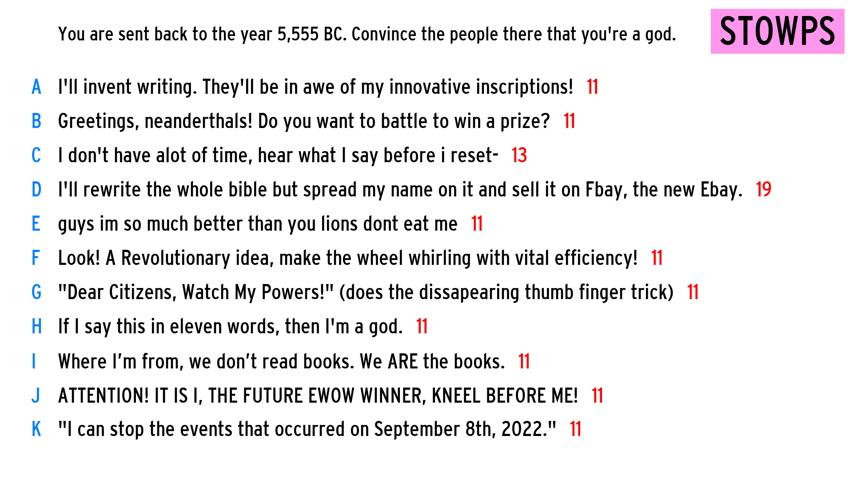 You are sent back to the year 5,555 BC. Convince the people there that you're a god.
STOWPS
A I'll invent writing. They'll be in awe of my innovative inscriptions! 11
B Greetings, neanderthals! Do you want to battle to win a prize? 11
C I don't have alot of time, hear what I say before i reset- 13
D I'll rewrite the whole bible but spread my name on it and sell it on Fbay, the new Ebay. 19
E guys im so much better than you lions dont eat me 11
F Look! A Revolutionary idea, make the wheel whirling with vital efficiency! 11
G "Dear Citizens, Watch My Powers!" (does the dissapearing thumb finger trick) 11
H If I say this in eleven words, then I'm a god. 11
I Where I’m from, we don’t read books. We ARE the books. 11
J ATTENTION! IT IS I, THE FUTURE EWOW WINNER, KNEEL BEFORE ME! 11
K "I can stop the events that occurred on September 8th, 2022." 11